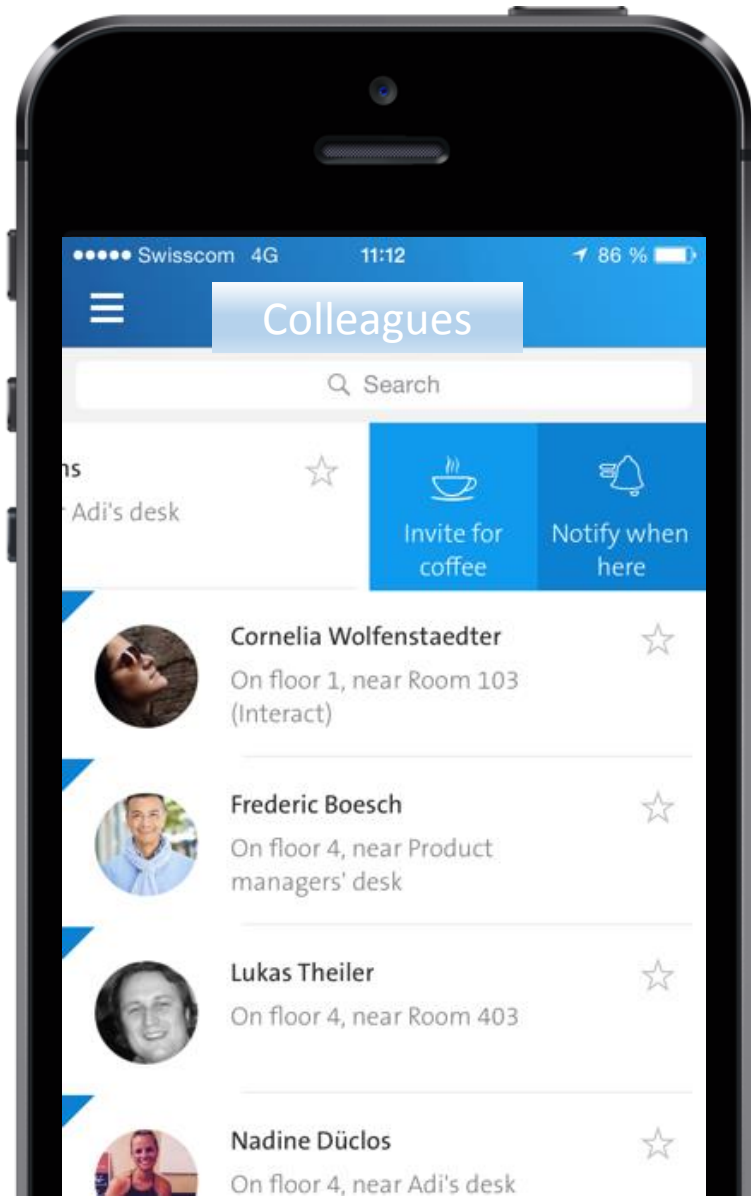 Swisscom 4G 11:12 86 %
Colleagues
Search
ns
Adi's desk
Invite for
coffee
Notify when
here
Cornelia Wolfenstaedter
On floor 1, near Room 103
(Interact)
Frederic Boesch
On floor 4, near Product
managers' desk
Lukas Theiler
On floor 4, near Room 403
Nadine Düclos
On floor 4, near Adi's desk